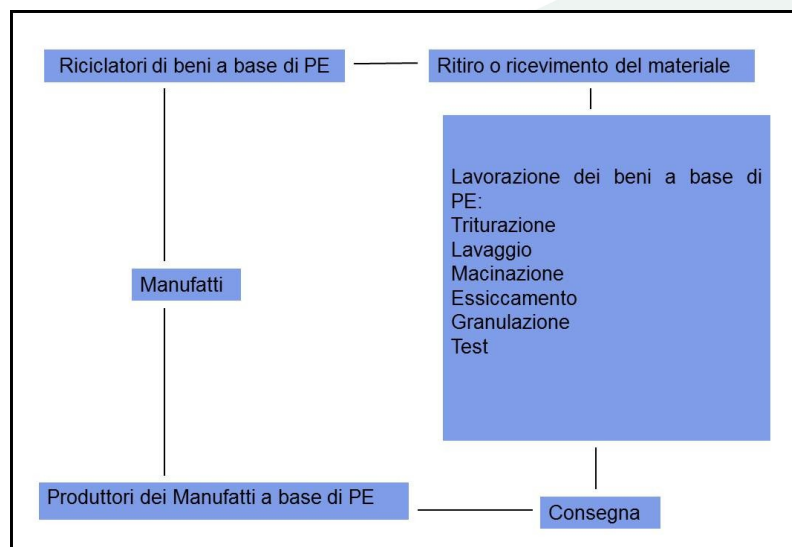 Riciclatori di beni a base di PE
Ritiro o ricevimento del materiale
Lavorazione dei beni a base di
PE:
Triturazione
Lavaggio
Macinazione
Essiccamento
Granulazione
Test
Manufatti
Produttori dei Manufatti a base di PE
Consegna